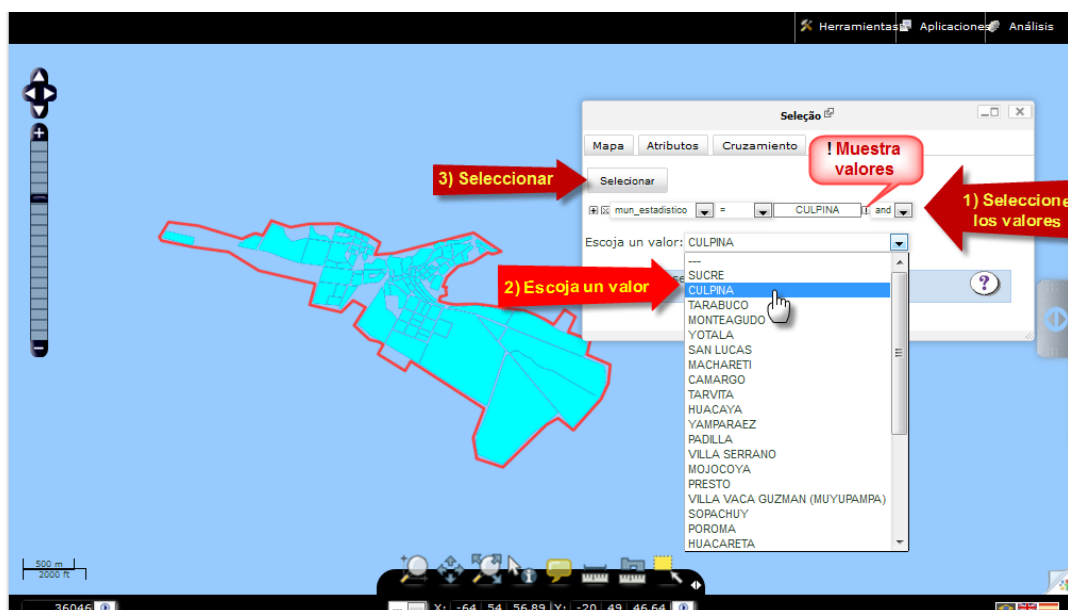 Herramientas Aplicaciones Análisis
Seleção
Mapa Atributos Cruzamiento
! Muestra
valores
3) Seleccionar
Selecionar
1) Seleccione
los valores
mun_estadistico = CULPINA ! and
Escoja un valor: CULPINA
---
SUCRE
2) Escoja un valor
se
?
CULPINA
TARABUCO
MONTEAGUDO
YOTALA
SAN LUCAS
MACHARETI
CAMARGO
TARVITA
HUACAYA
YAMPARAEZ
PADILLA
VILLA SERRANO
MOJOCOYA
PRESTO
VILLA VACA GUZMAN (MUYUPAMPA)
SOPACHUY
POROMA
HUACARETA
500 m
2000 ft
36046 X: -64 54 56.89 Y: -20 49 46.64